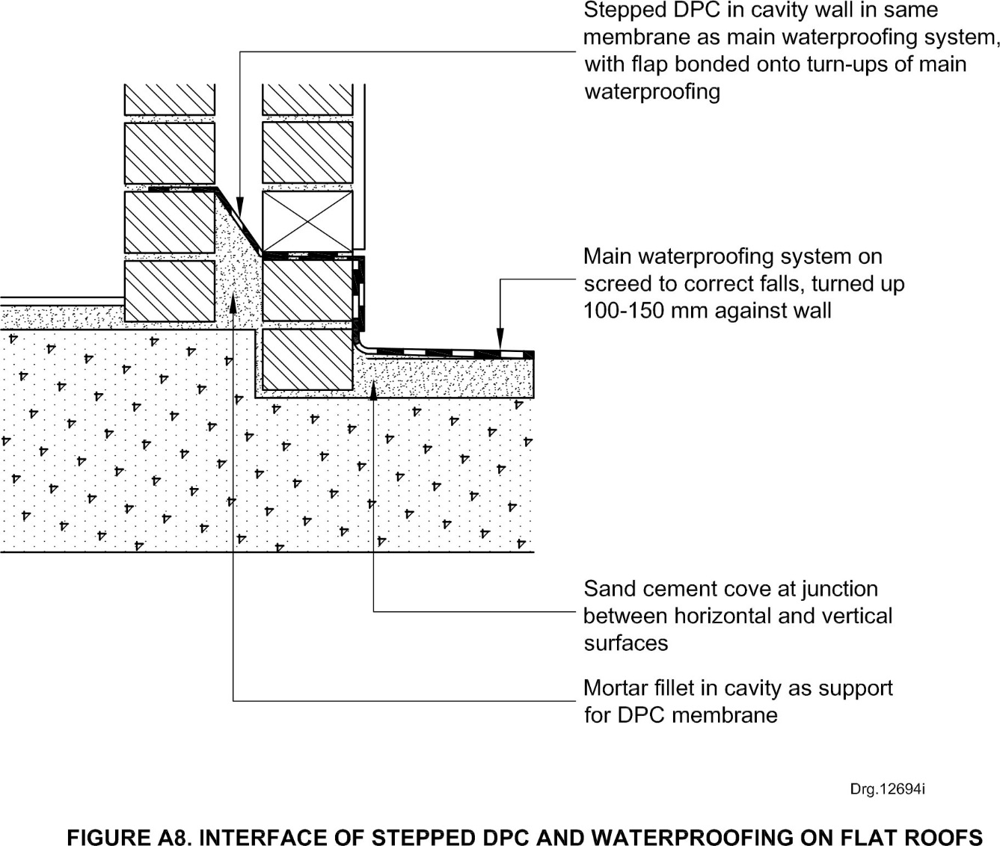 Stepped DPC in cavity wall in same
membrane as main waterproofing system,
with flap bonded onto turn-ups of main
waterproofing
Main waterproofing system on
screed to correct falls, turned up
100-150 mm against wall
Sand cement cove at junction
between horizontal and vertical
surfaces
Mortar fillet in cavity as support
for DPC membrane
Drg.12694i
FIGURE A8. INTERFACE OF STEPPED DPC AND WATERPROOFING ON FLAT ROOFS